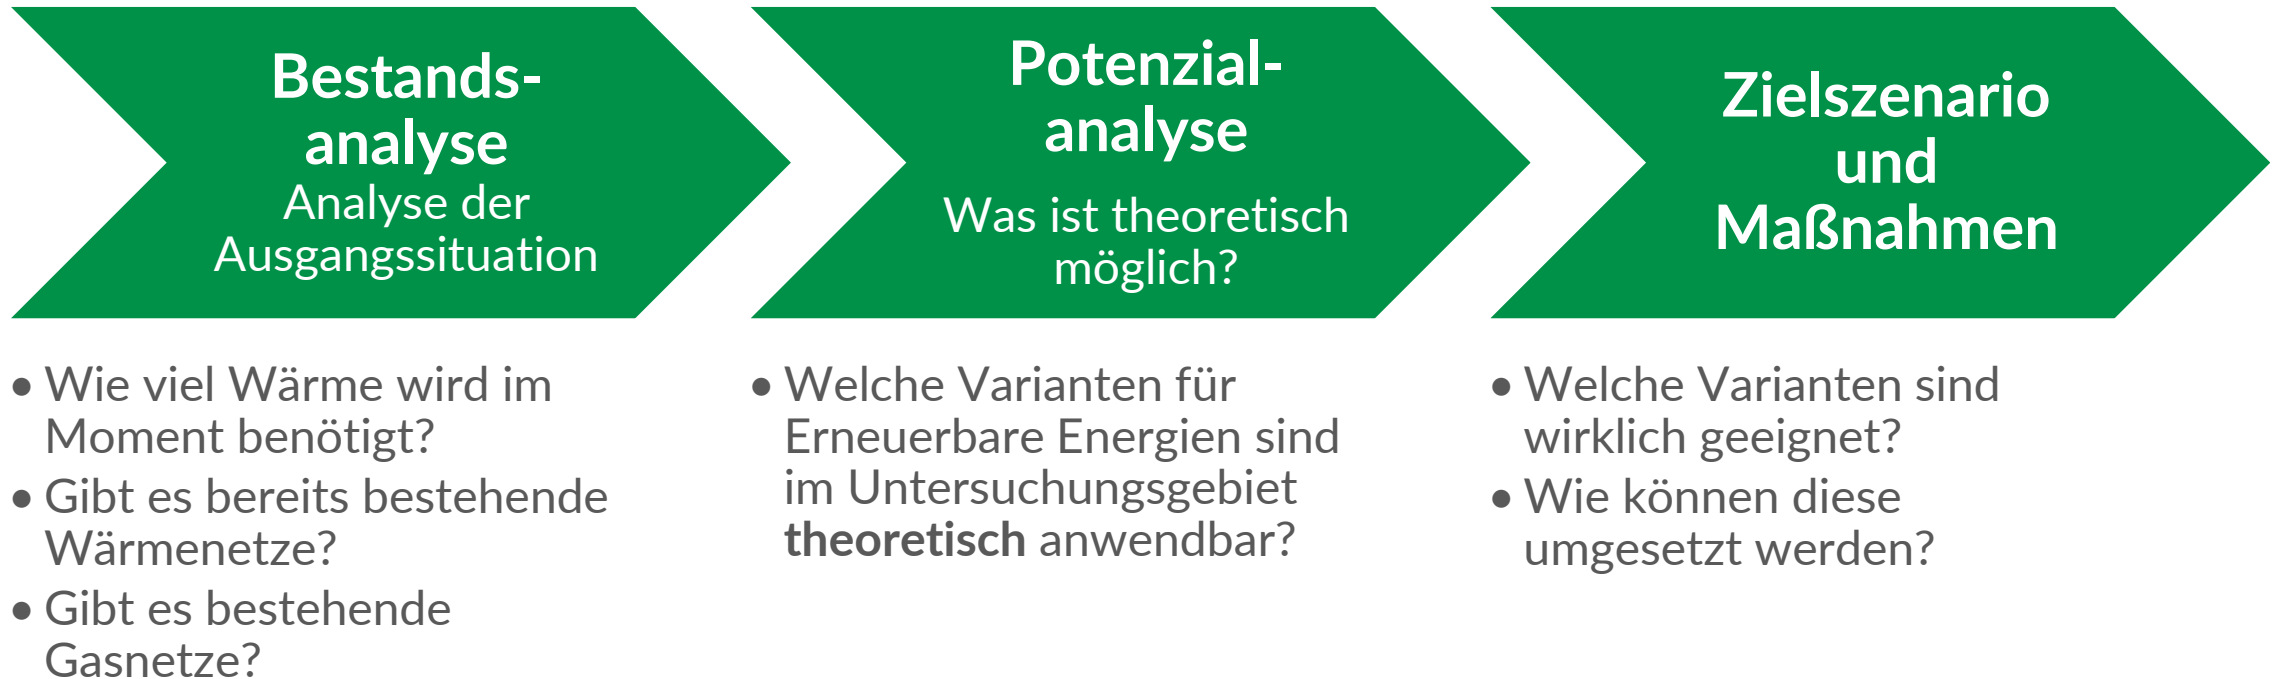 Bestands-
analyse
Analyse der
Ausgangssituation
• Wie viel Wärme wird im
Moment benötigt?
• Gibt es bereits bestehende
Wärmenetze?
• Gibt es bestehende
Gasnetze?
Potenzial-
analyse
Was ist theoretisch
möglich?
• Welche Varianten für
Erneuerbare Energien sind
im Untersuchungsgebiet
theoretisch anwendbar?
Zielszenario
und
Maßnahmen
• Welche Varianten sind
wirklich geeignet?
• Wie können diese
umgesetzt werden?